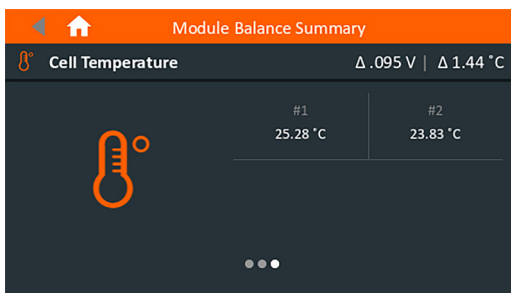 Module Balance Summary
Cell Temperature Δ .095 V | Δ 1.44 °C
#1 #2
25.28 °C 23.83 °C